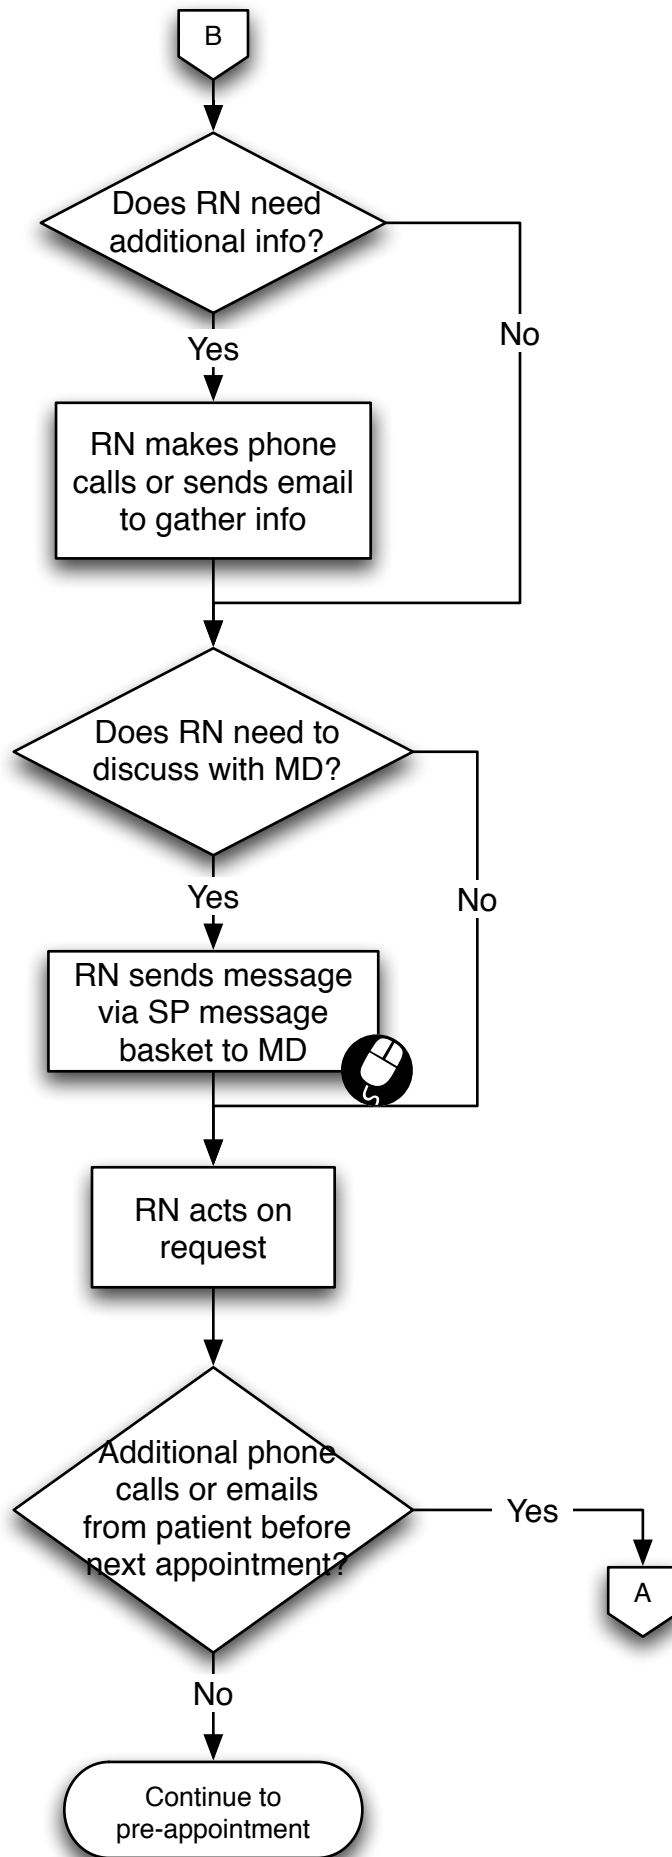 B
Does RN need
additional info?
No
Yes
RN makes phone
calls or sends email
to gather info
Does RN need to
discuss with MD?
Yes
No
RN sends message
via SP message
basket to MD
RN acts on
request
Additional phone
calls or emails
from patient before
next appointment?
Yes
A
No
Continue to
pre-appointment